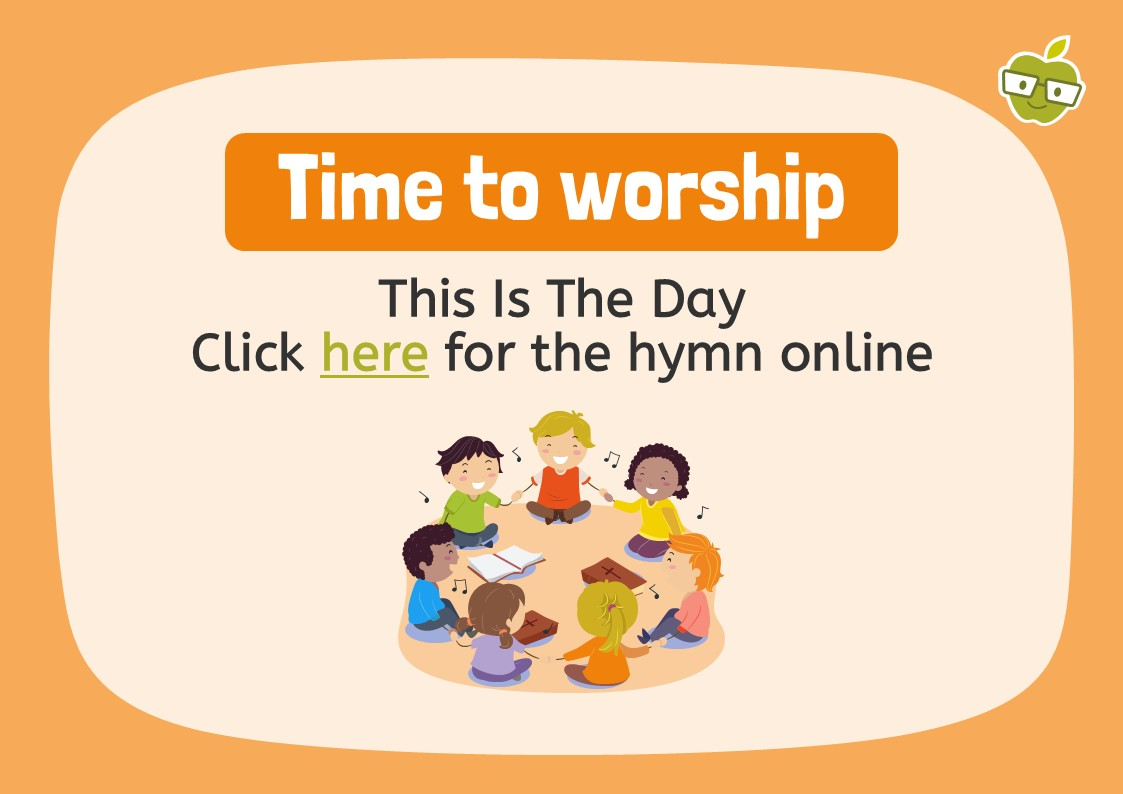 Time to worship
This Is The Day
Click here for the hymn online